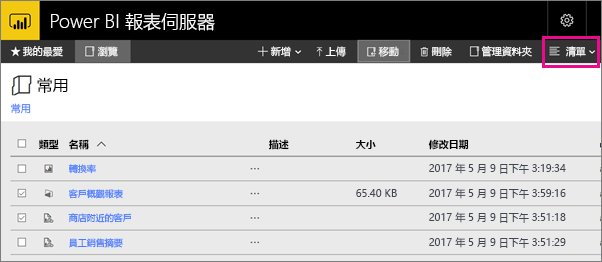 Power BI 報表伺服器
★我的最愛 瀏覽 新增 上傳 移動 刪除 管理資料夾 清單
常用
常用
類型 名稱 描述 大小 修改日期
轉換率 ... 2017 年 5 月 9 日下午 3:19:34
客戶概觀報表 ... 65.40 KB 2017 年 5 月 9 日下午 3:59:16
商店附近的客戶 ... 2017 年 5 月 9 日下午 3:51:18
員工銷售摘要 ... 2017 年 5 月 9 日下午 3:51:29